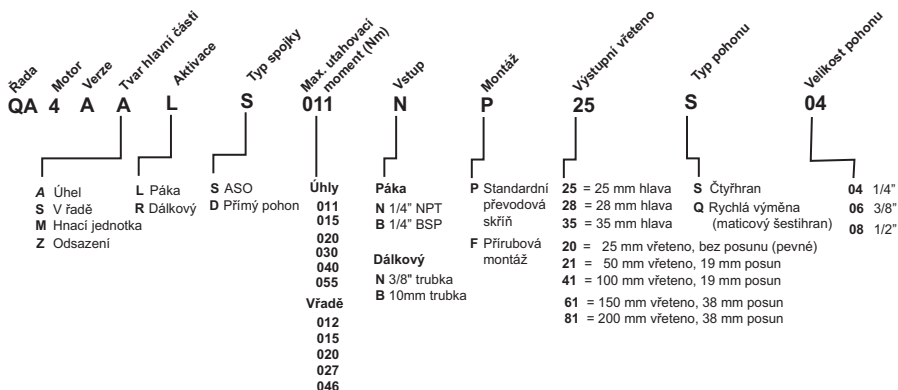 Řada
Motor
Verze
Tvar hlavní části
Aktivace
Typ spojky
Max. utahovací
moment (Nm)
Vstup
Montáž
Výstupní vřeteno
Typ pohonu
Velikost pohonu
QA 4 A A L S 011 N P 25 S 04
A Úhel
S V řadě
M Hnací jednotka
Z Odsazení
L Páka
R Dálkový
S ASO
D Přímý pohon
Úhly
011
015
020
030
040
055
Vřadě
012
015
020
027
046
Páka
N 1/4” NPT
B 1/4” BSP
Dálkový
N 3/8" trubka
B 10mm trubka
P Standardní
převodová
skříň
F Přírubová
montáž
25 = 25 mm hlava
28 = 28 mm hlava
35 = 35 mm hlava
20 = 25 mm vřeteno, bez posunu (pevné)
21 = 50 mm vřeteno, 19 mm posun
41 = 100 mm vřeteno, 19 mm posun
61 = 150 mm vřeteno, 38 mm posun
81 = 200 mm vřeteno, 38 mm posun
S Čtyřhran
Q Rychlá výměna
(maticový šestihran)
04 1/4”
06 3/8”
08 1/2”